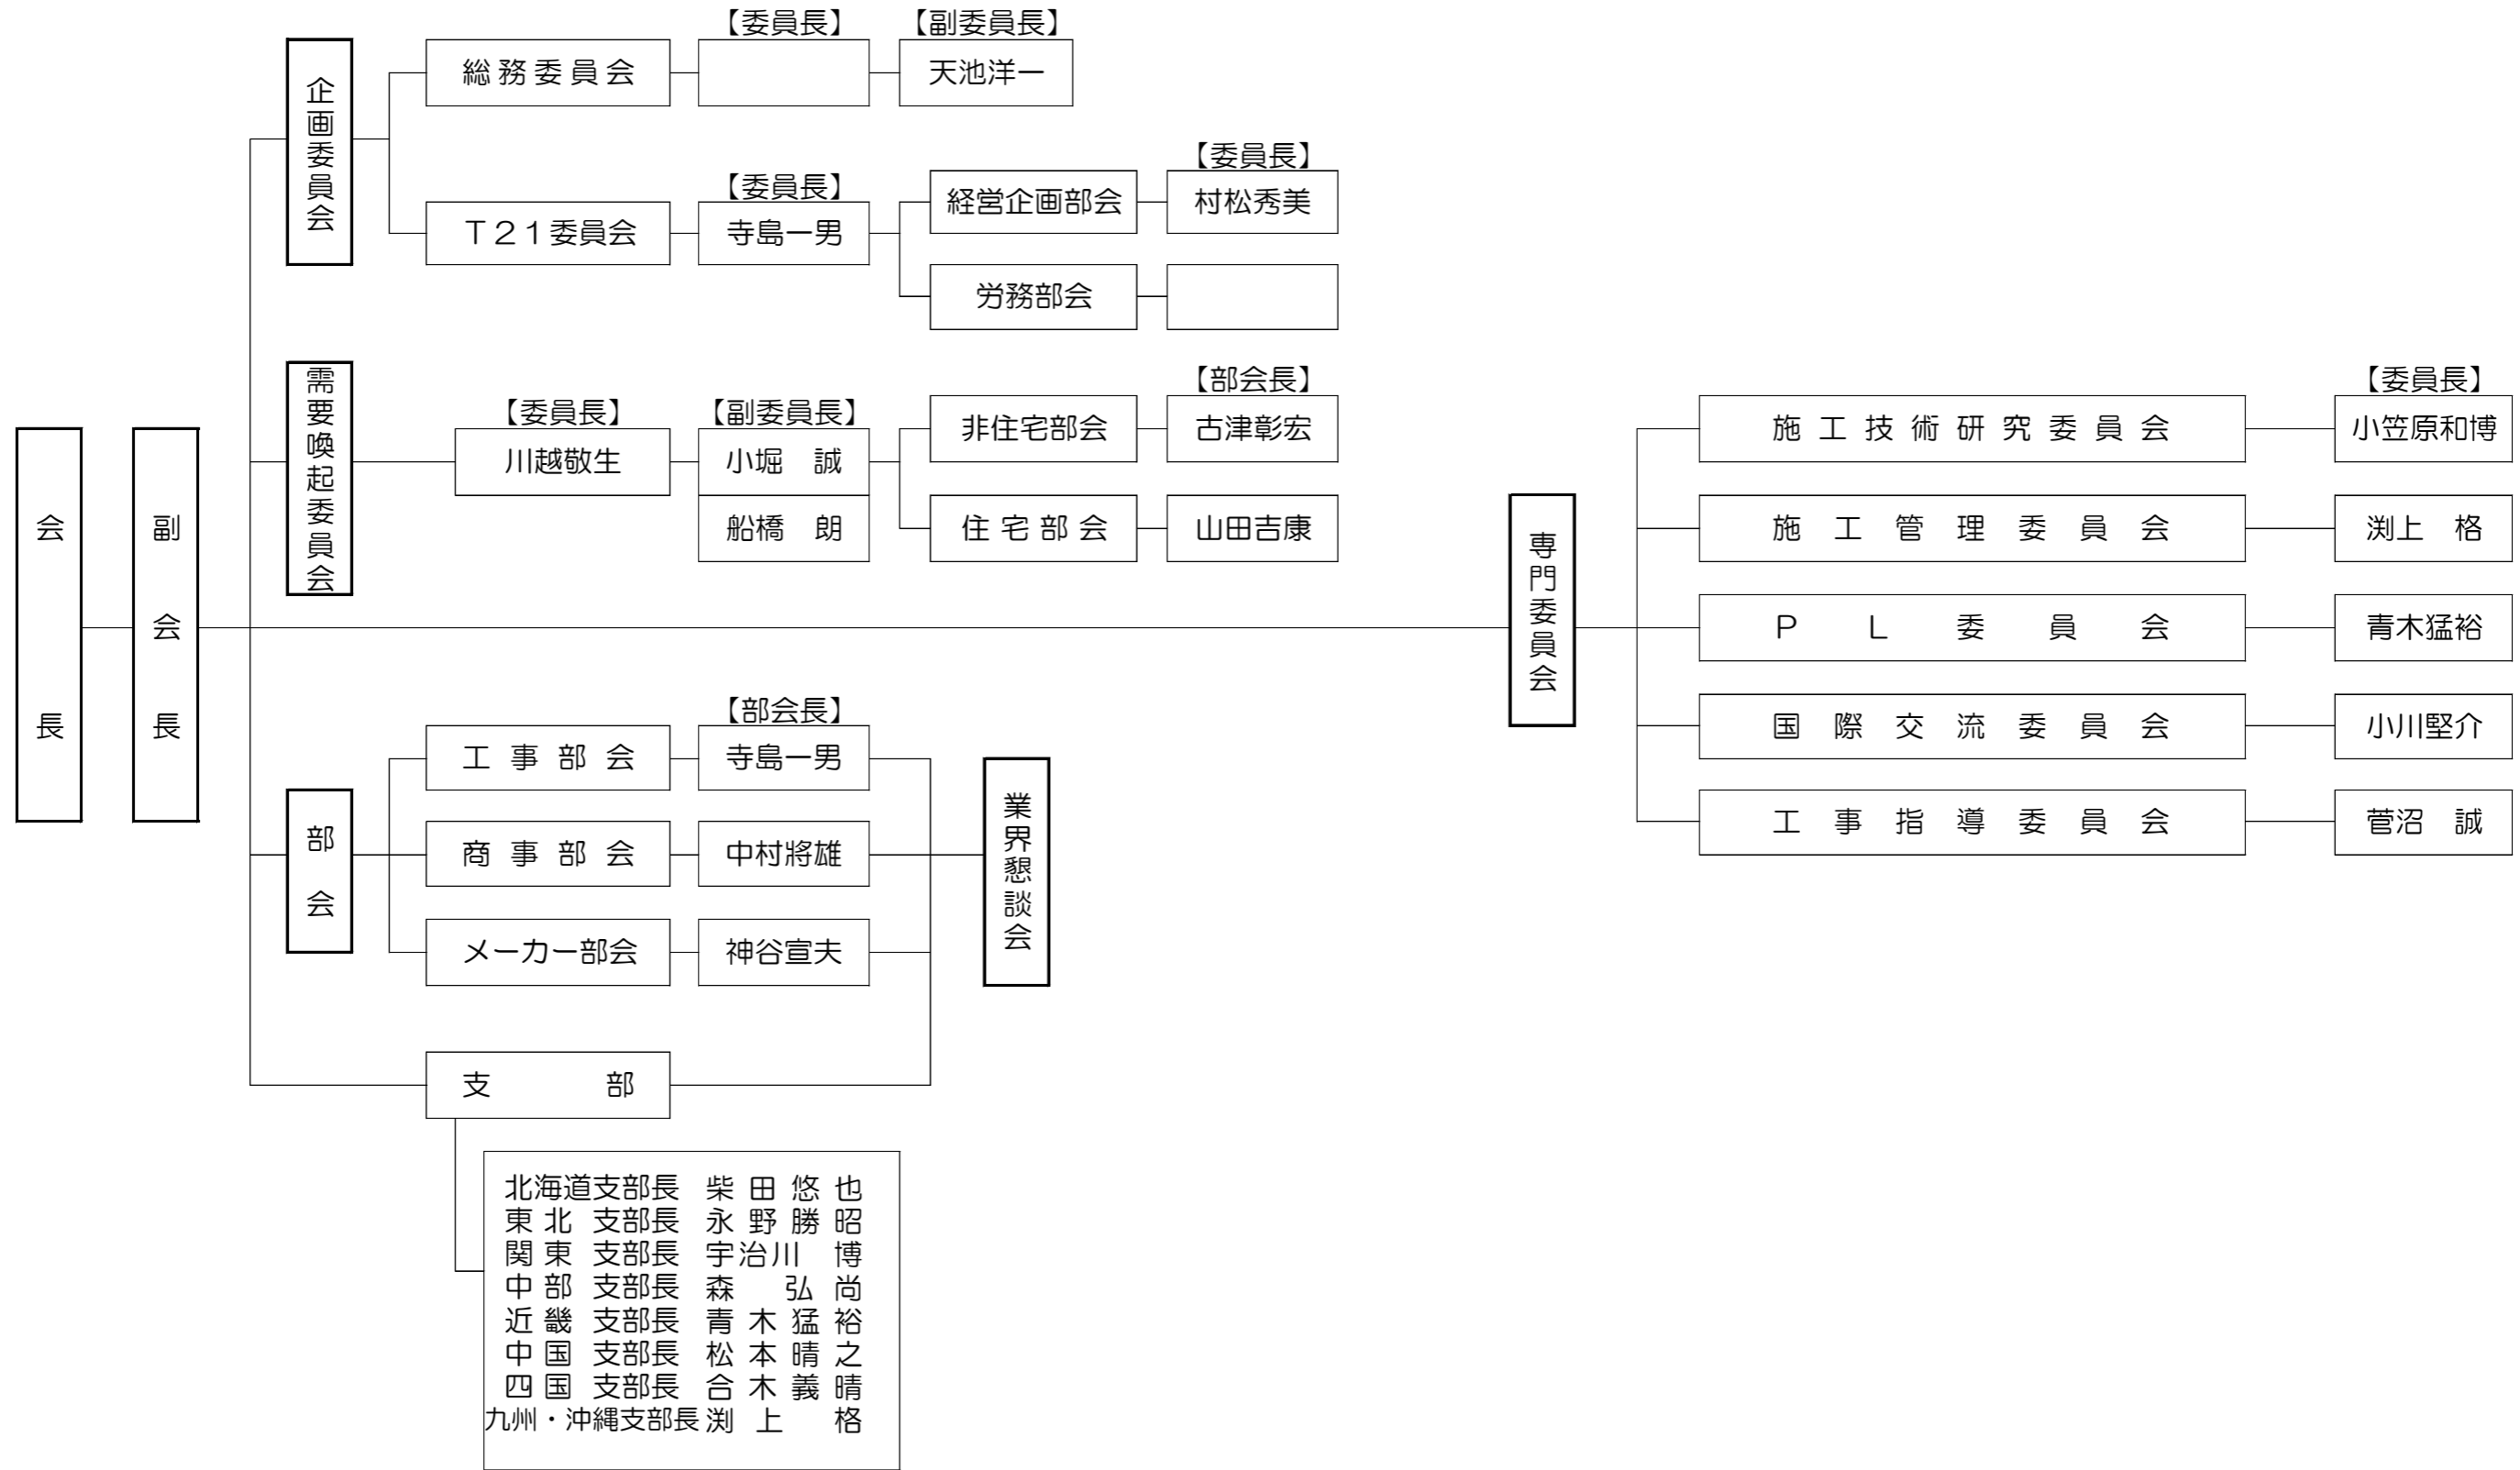 会長
副会長
企画委員会
【委員長】 【副委員長】
総務委員会 天池洋一
【委員長】
T21委員会 寺島一男
【委員長】
経営企画部会 村松秀美
労務部会
需要喚起委員会
【委員長】 【副委員長】
川越敬生 小堀 誠
船橋 朗
【部会長】
非住宅部会 古津彰宏
住宅部会 山田吉康
専門委員会
【委員長】
施工技術研究委員会 小笠原和博
施工管理委員会 渕上 格
PL委員会 青木猛裕
国際交流委員会 小川堅介
工事指導委員会 菅沼 誠
部会
【部会長】
工事部会 寺島一男
商事部会 中村將雄
メーカー部会 神谷宣夫
業界懇談会
支部
北海道支部長 柴田悠也
東北 支部長 永野勝昭
関東 支部長 宇治川 博
中部 支部長 森 弘尚
近畿 支部長 青木猛裕
中国 支部長 松本晴之
四国 支部長 合木義晴
九州・沖縄支部長 渕上 格